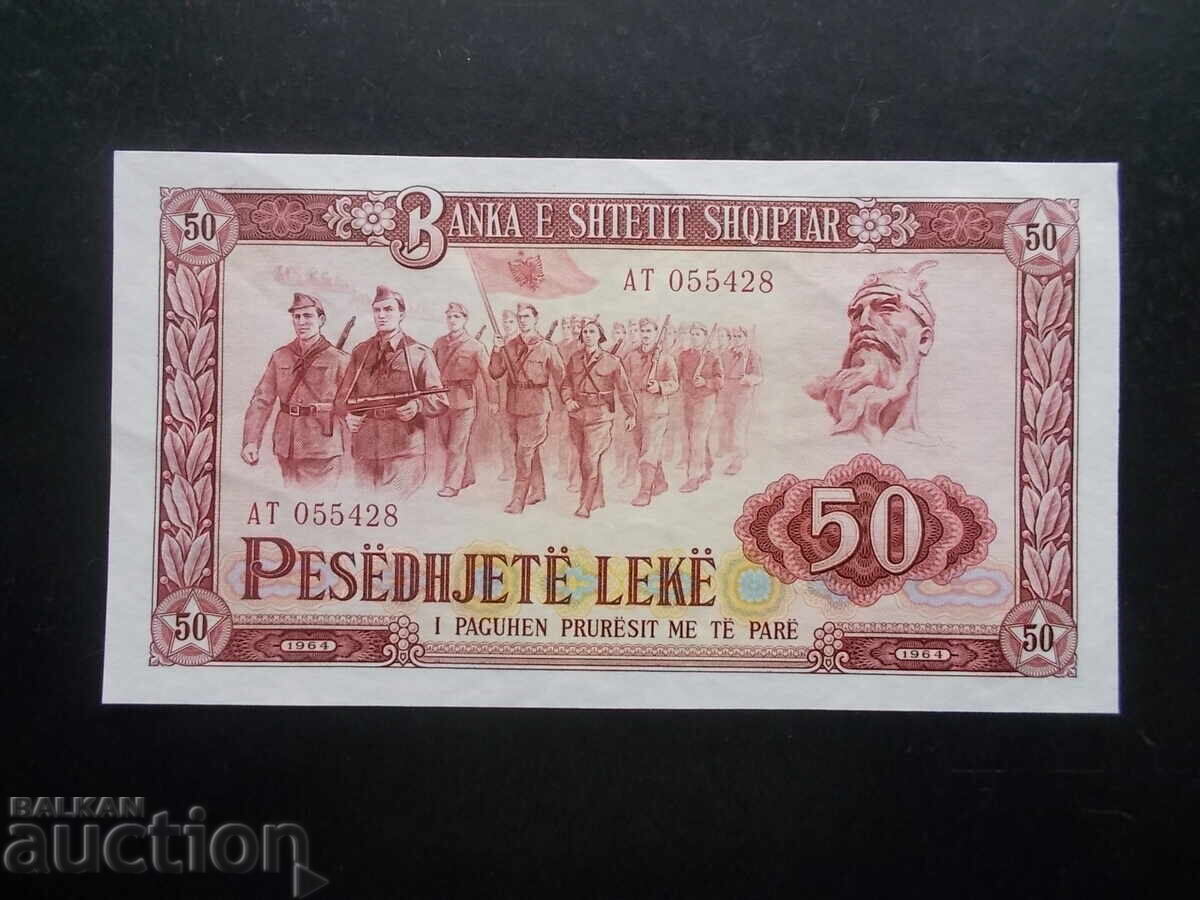 50 BANKA E SHTETIT SHQIPTAR 50
AT 055428
AT 055428
50
PESËDHJETË LEKË
I PAGUHEN PRURËSIT ME TË PARË
50 1964 1964 50
BALKAN
auction